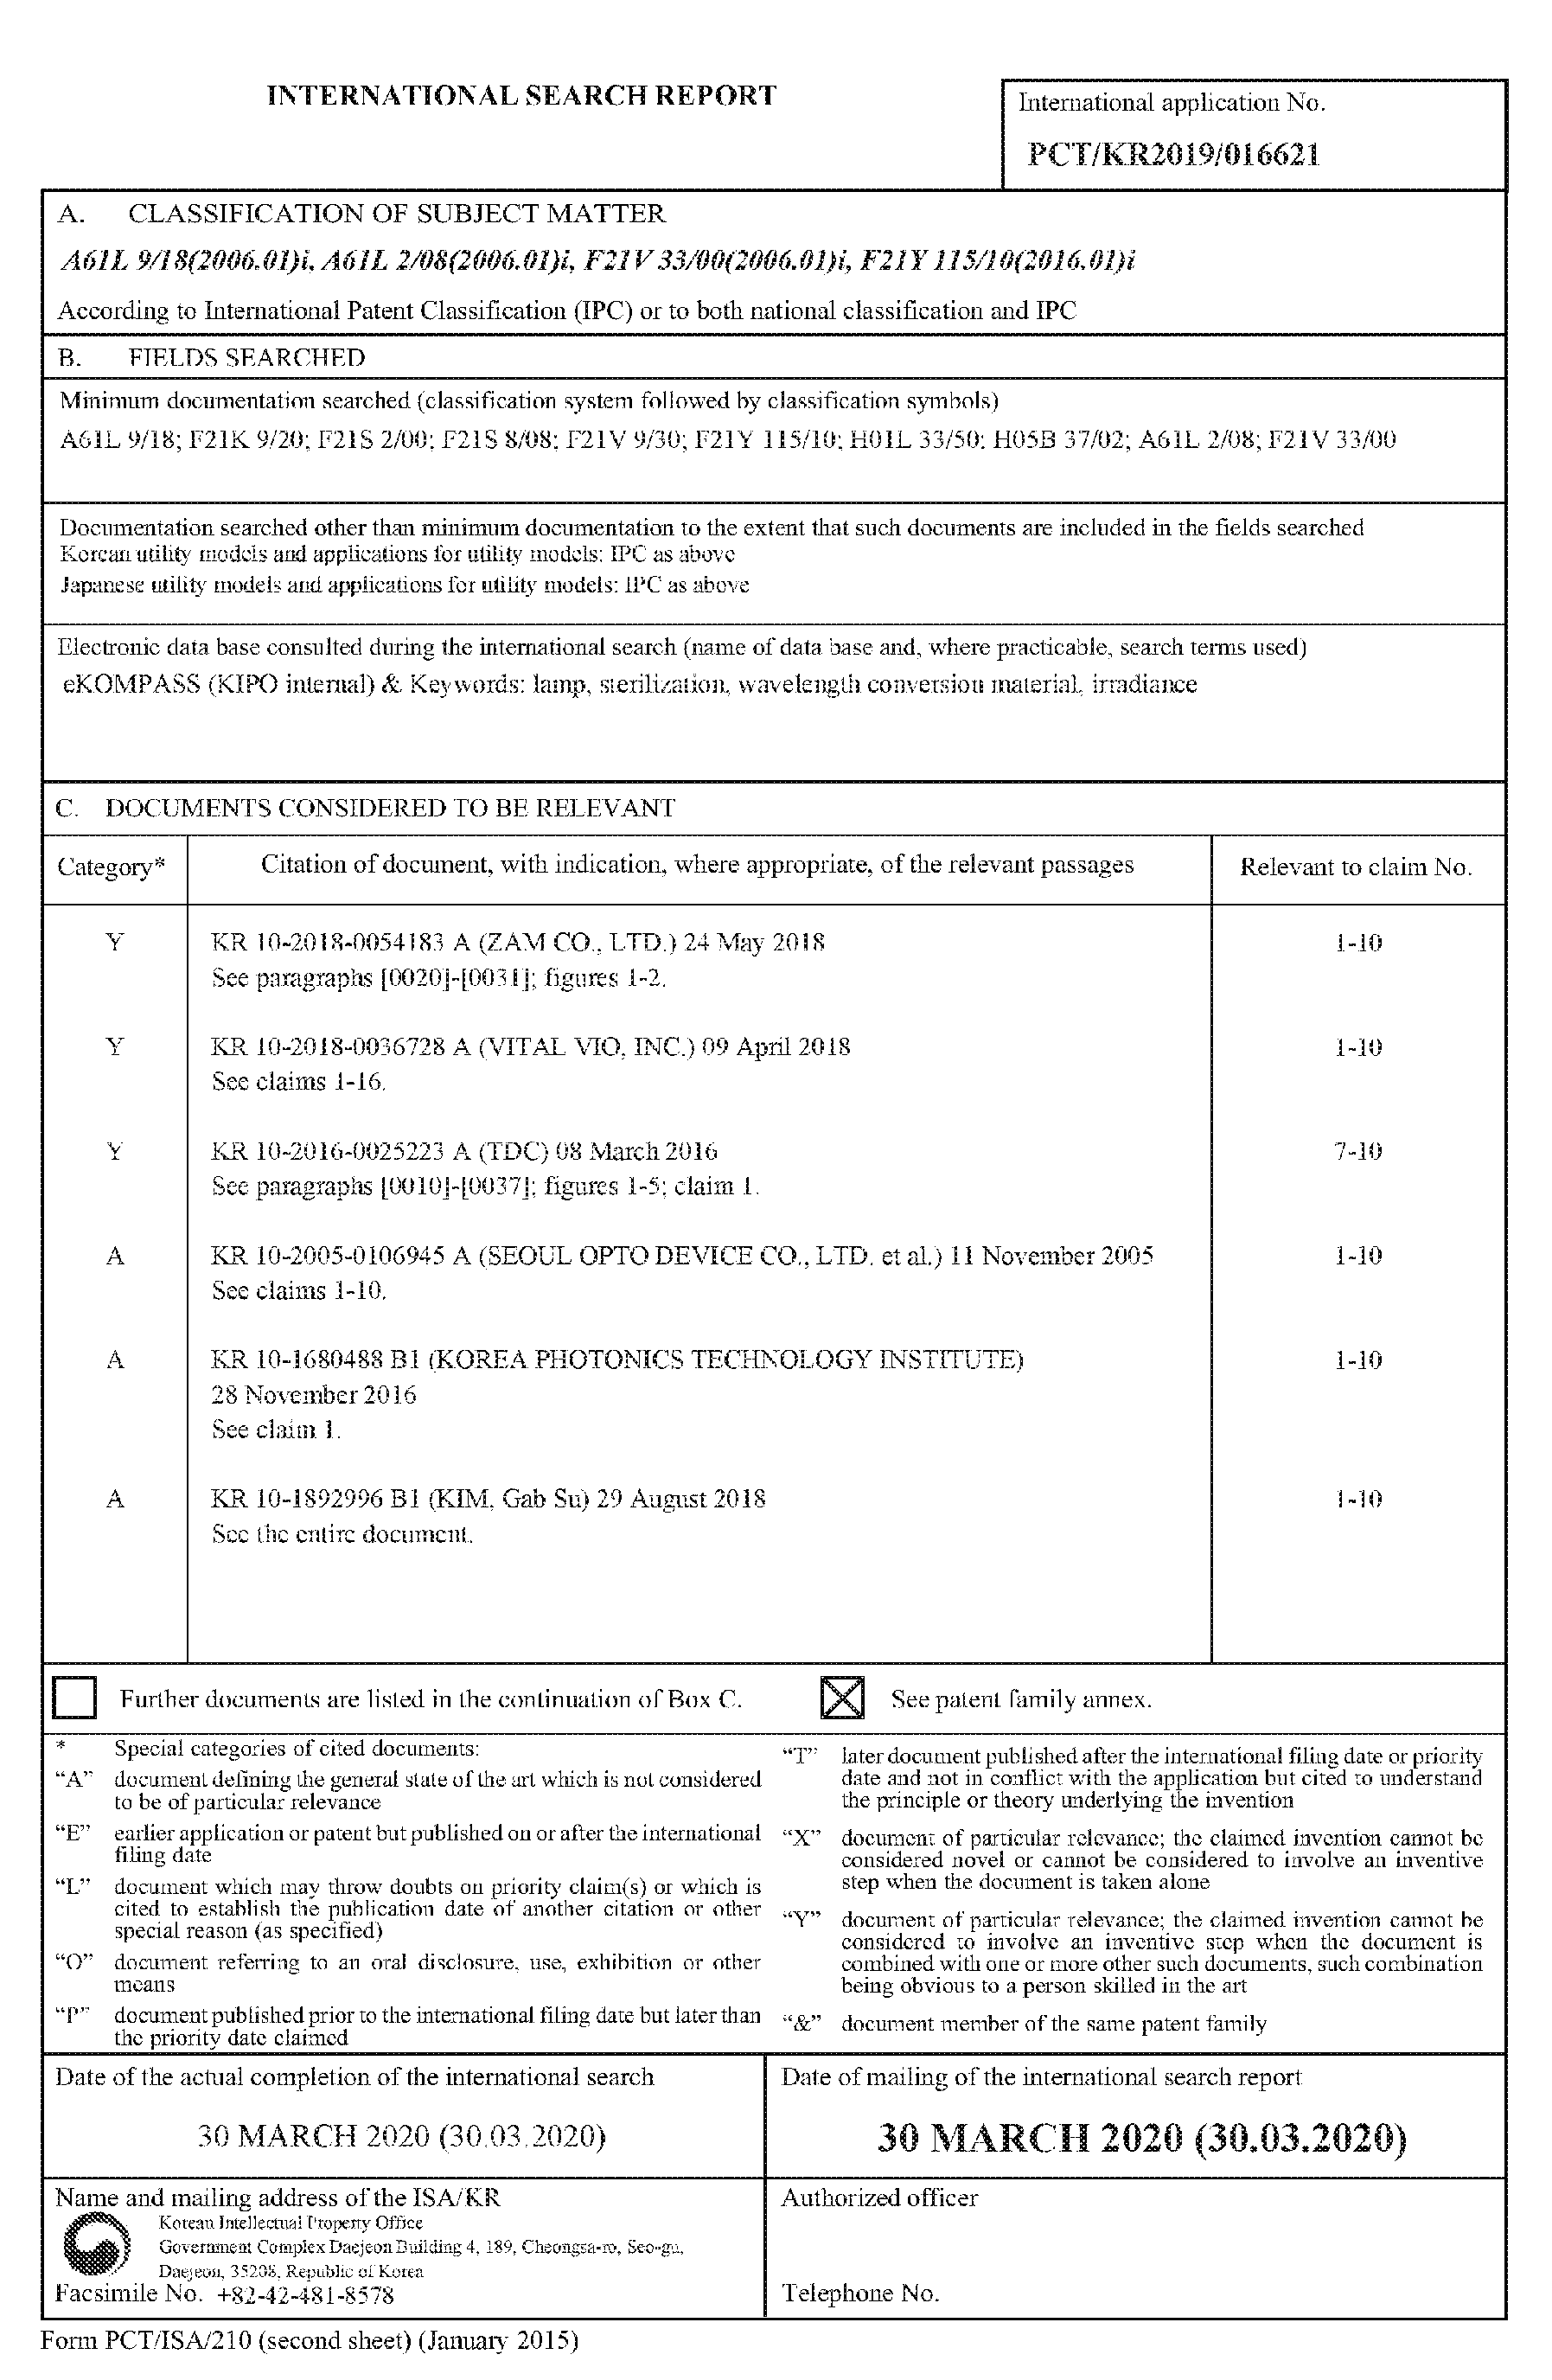 INTERNATIONAL SEARCH REPORT
International application No.
PCT/KR2019/016621
A. CLASSIFICATION OF SUBJECT MATTER
A61L 9/18(2006.01)i, A61L 2/08(2006.01)i, F21V 33/00(2006.01)i, F21Y 115/10(2016.01)i
According to International Patent Classification (IPC) or to both national classification and IPC
B. FIELDS SEARCHED
Minimum documentation searched (classification system followed by classification symbols)
A61L 9/18; F21K 9/20; F21S 2/00; F21S 8/08; F21V 9/30; F21Y 115/10; H01L 33/50; H05B 37/02; A61L 2/08; F21V 33/00
Documentation searched other than minimum documentation to the extent that such documents are included in the fields searched
Korean utility models and applications for utility models: IPC as above
Japanese utility models and applications for utility models: IPC as above
Electronic data base consulted during the international search (name of data base and, where practicable, search terms used)
eKOMPASS (KIPO internal) & Keywords: lamp, sterilization, wavelength conversion material, irradiance
C. DOCUMENTS CONSIDERED TO BE RELEVANT
Category* Citation of document, with indication, where appropriate, of the relevant passages Relevant to claim No.
Y KR 10-2018-0054183 A (ZAM CO., LTD.) 24 May 2018 1-10
See paragraphs [0020]-[0031]; figures 1-2.
Y KR 10-2018-0036728 A (VITAL VIO, INC.) 09 April 2018 1-10
See claims 1-16.
Y KR 10-2016-0025223 A (TDC) 08 March 2016 7-10
See paragraphs [0010]-[0037]; figures 1-5; claim 1.
A KR 10-2005-0106945 A (SEOUL OPTO DEVICE CO., LTD. et al.) 11 November 2005 1-10
See claims 1-10.
A KR 10-1680488 B1 (KOREA PHOTONICS TECHNOLOGY INSTITUTE) 1-10
28 November 2016
See claim 1.
A KR 10-1892996 B1 (KIM, Gab Su) 29 August 2018 1-10
See the entire document.
Further documents are listed in the continuation of Box C.
See patent family annex.
* Special categories of cited documents:
"A" document defining the general state of the art which is not considered
to be of particular relevance
"E" earlier application or patent but published on or after the international
filing date
"L" document which may throw doubts on priority claim(s) or which is
cited to establish the publication date of another citation or other
special reason (as specified)
"O" document referring to an oral disclosure, use, exhibition or other
means
"P" document published prior to the international filing date but later than
the priority date claimed
"T" later document published after the international filing date or priority
date and not in conflict with the application but cited to understand
the principle or theory underlying the invention
"X" document of particular relevance; the claimed invention cannot be
considered novel or cannot be considered to involve an inventive
step when the document is taken alone
"Y" document of particular relevance; the claimed invention cannot be
considered to involve an inventive step when the document is
combined with one or more other such documents, such combination
being obvious to a person skilled in the art
"&" document member of the same patent family
Date of the actual completion of the international search
30 MARCH 2020 (30.03.2020)
Date of mailing of the international search report
30 MARCH 2020 (30.03.2020)
Name and mailing address of the ISA/KR
Korean Intellectual Property Office
Government Complex Daejeon Building 4, 189, Cheongsa-ro, Seo-gu,
Daejeon, 35208, Republic of Korea
Facsimile No. +82-42-481-8578
Authorized officer
Telephone No.
Form PCT/ISA/210 (second sheet) (January 2015)